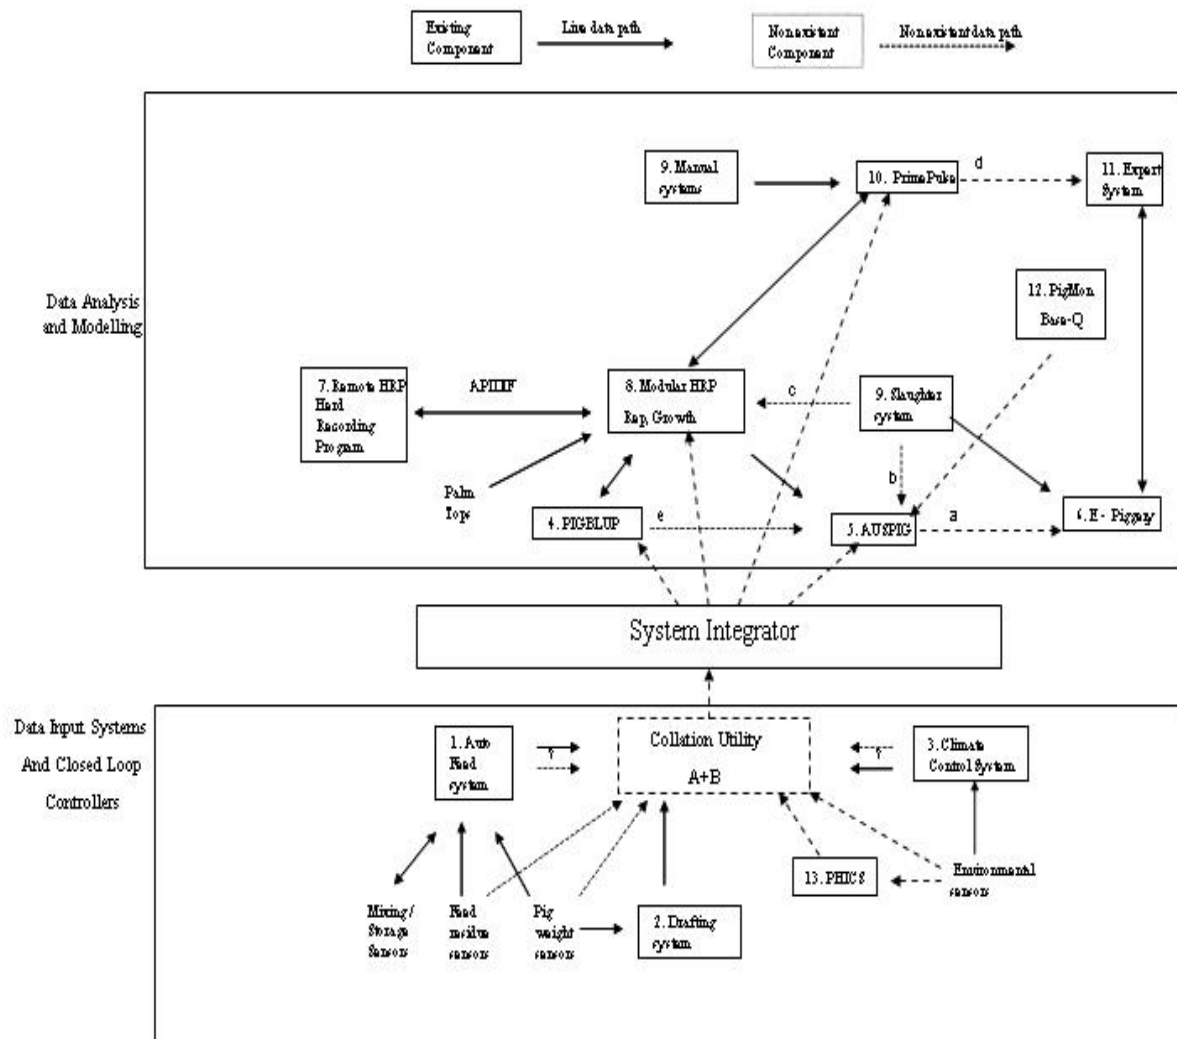 Existing
Component
Live data path
Nonexistent
Component
Nonexistent data path
Data Analysis
and Modelling
9. Manual
systems
10. PrimePulse
d
11. Expert
System
12. PigMon
Base-Q
7. Remote HRP
Herd
Recording
Program
8. Modular HRP
Rep, Growth
c
9. Slaughter
system
b
Palm
Tops
4. PIGBLUP
e
5. AUSPIG
a
6. E - Piggery
System Integrator
Data Input Systems
And Closed Loop
Controllers
1. Auto
Feed
system
?
Collation Utility
A+B
?
3. Climate
Control System
13. PHICS
Environmental
sensors
Mixing /
Storage
Sensors
Feed
residue
sensors
Pig
weight
sensors
2. Drafting
system